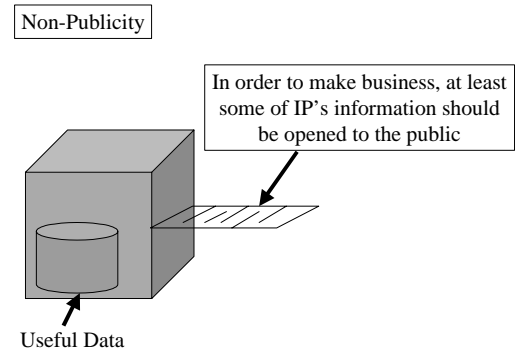 Non-Publicity
In order to make business, at least
some of IP's information should
be opened to the public
Useful Data